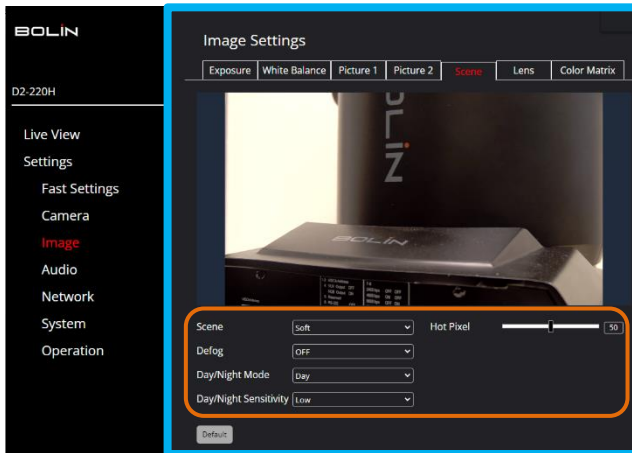 BOLIN
D2-220H
Live View
Settings
Fast Settings
Camera
Image
Audio
Network
System
Operation
Image Settings
Exposure White Balance Picture 1 Picture 2 Scene Lens Color Matrix
BOLIN
BOLIN
Scene Soft Hot Pixel 50
Defog OFF
Day/Night Mode Day
Day/Night Sensitivity Low
Default